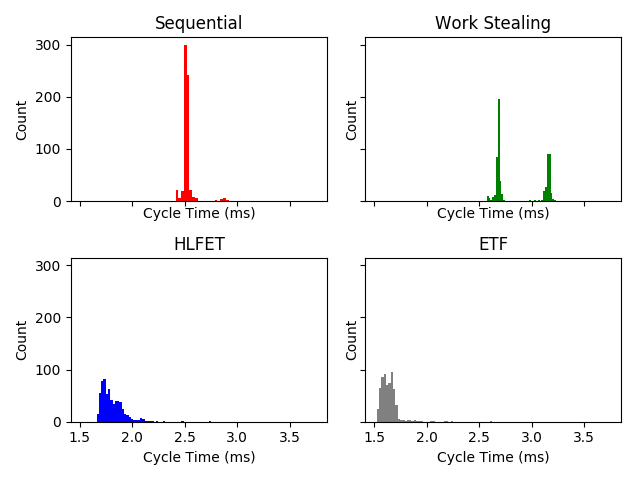 Sequential
Work Stealing
300
200
100
0
Count
Count
Cycle Time (ms)
Cycle Time (ms)
HLFET
ETF
300
200
100
0
Count
Count
1.5 2.0 2.5 3.0 3.5
1.5 2.0 2.5 3.0 3.5
Cycle Time (ms)
Cycle Time (ms)